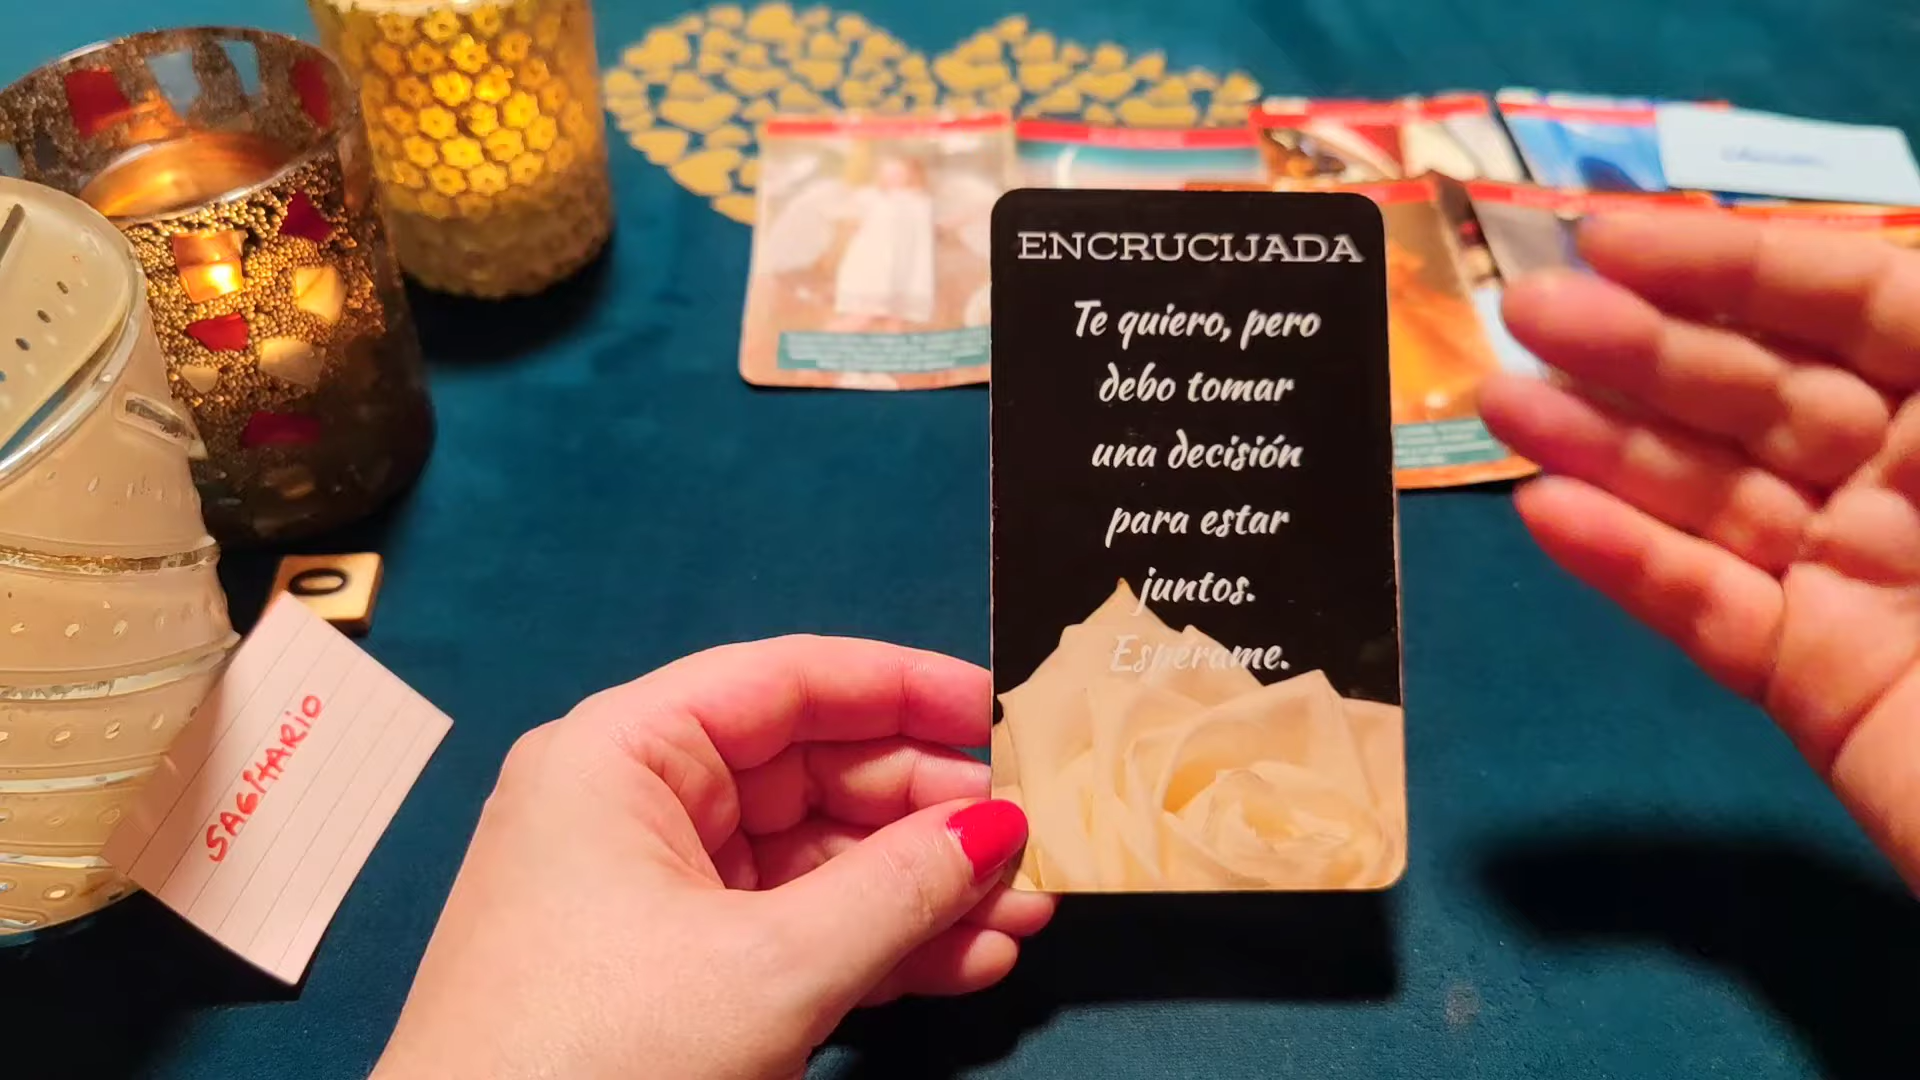 ENCRUCIJADA
Te quiero, pero
debo tomar
una decisión
para estar
juntos.
Espérame.
O
SAGITARIO